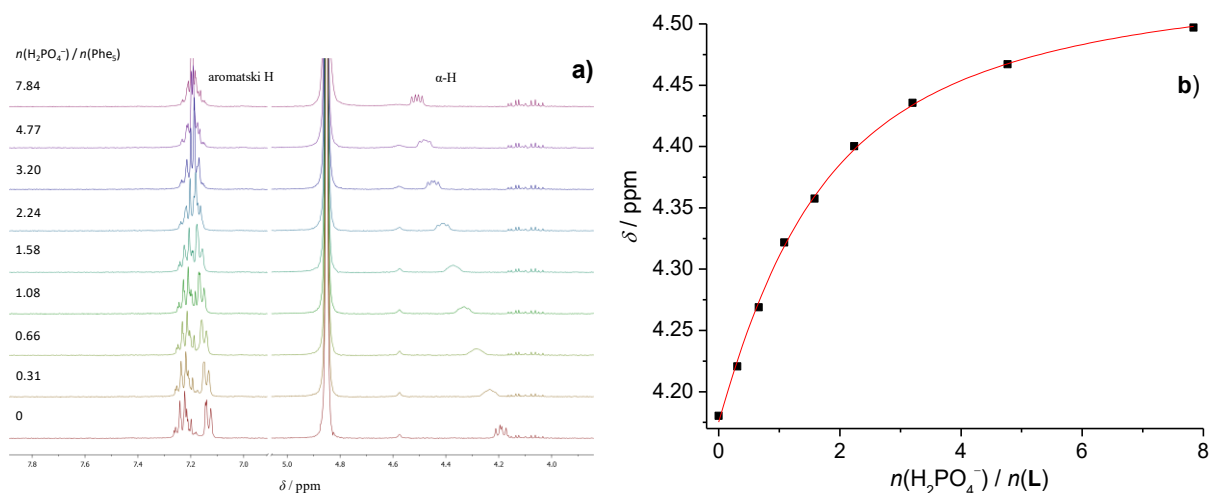 n(H₂PO₄⁻) / n(Phe₅)
aromatski H
α-H
a)
7.84
4.77
3.20
2.24
1.58
1.08
0.66
0.31
0
7.8 7.6 7.4 7.2 7.0 5.0 4.8 4.6 4.4 4.2 4.0
δ / ppm
b)
δ / ppm
4.50
4.45
4.40
4.35
4.30
4.25
4.20
0 2 4 6 8
n(H₂PO₄⁻) / n(L)